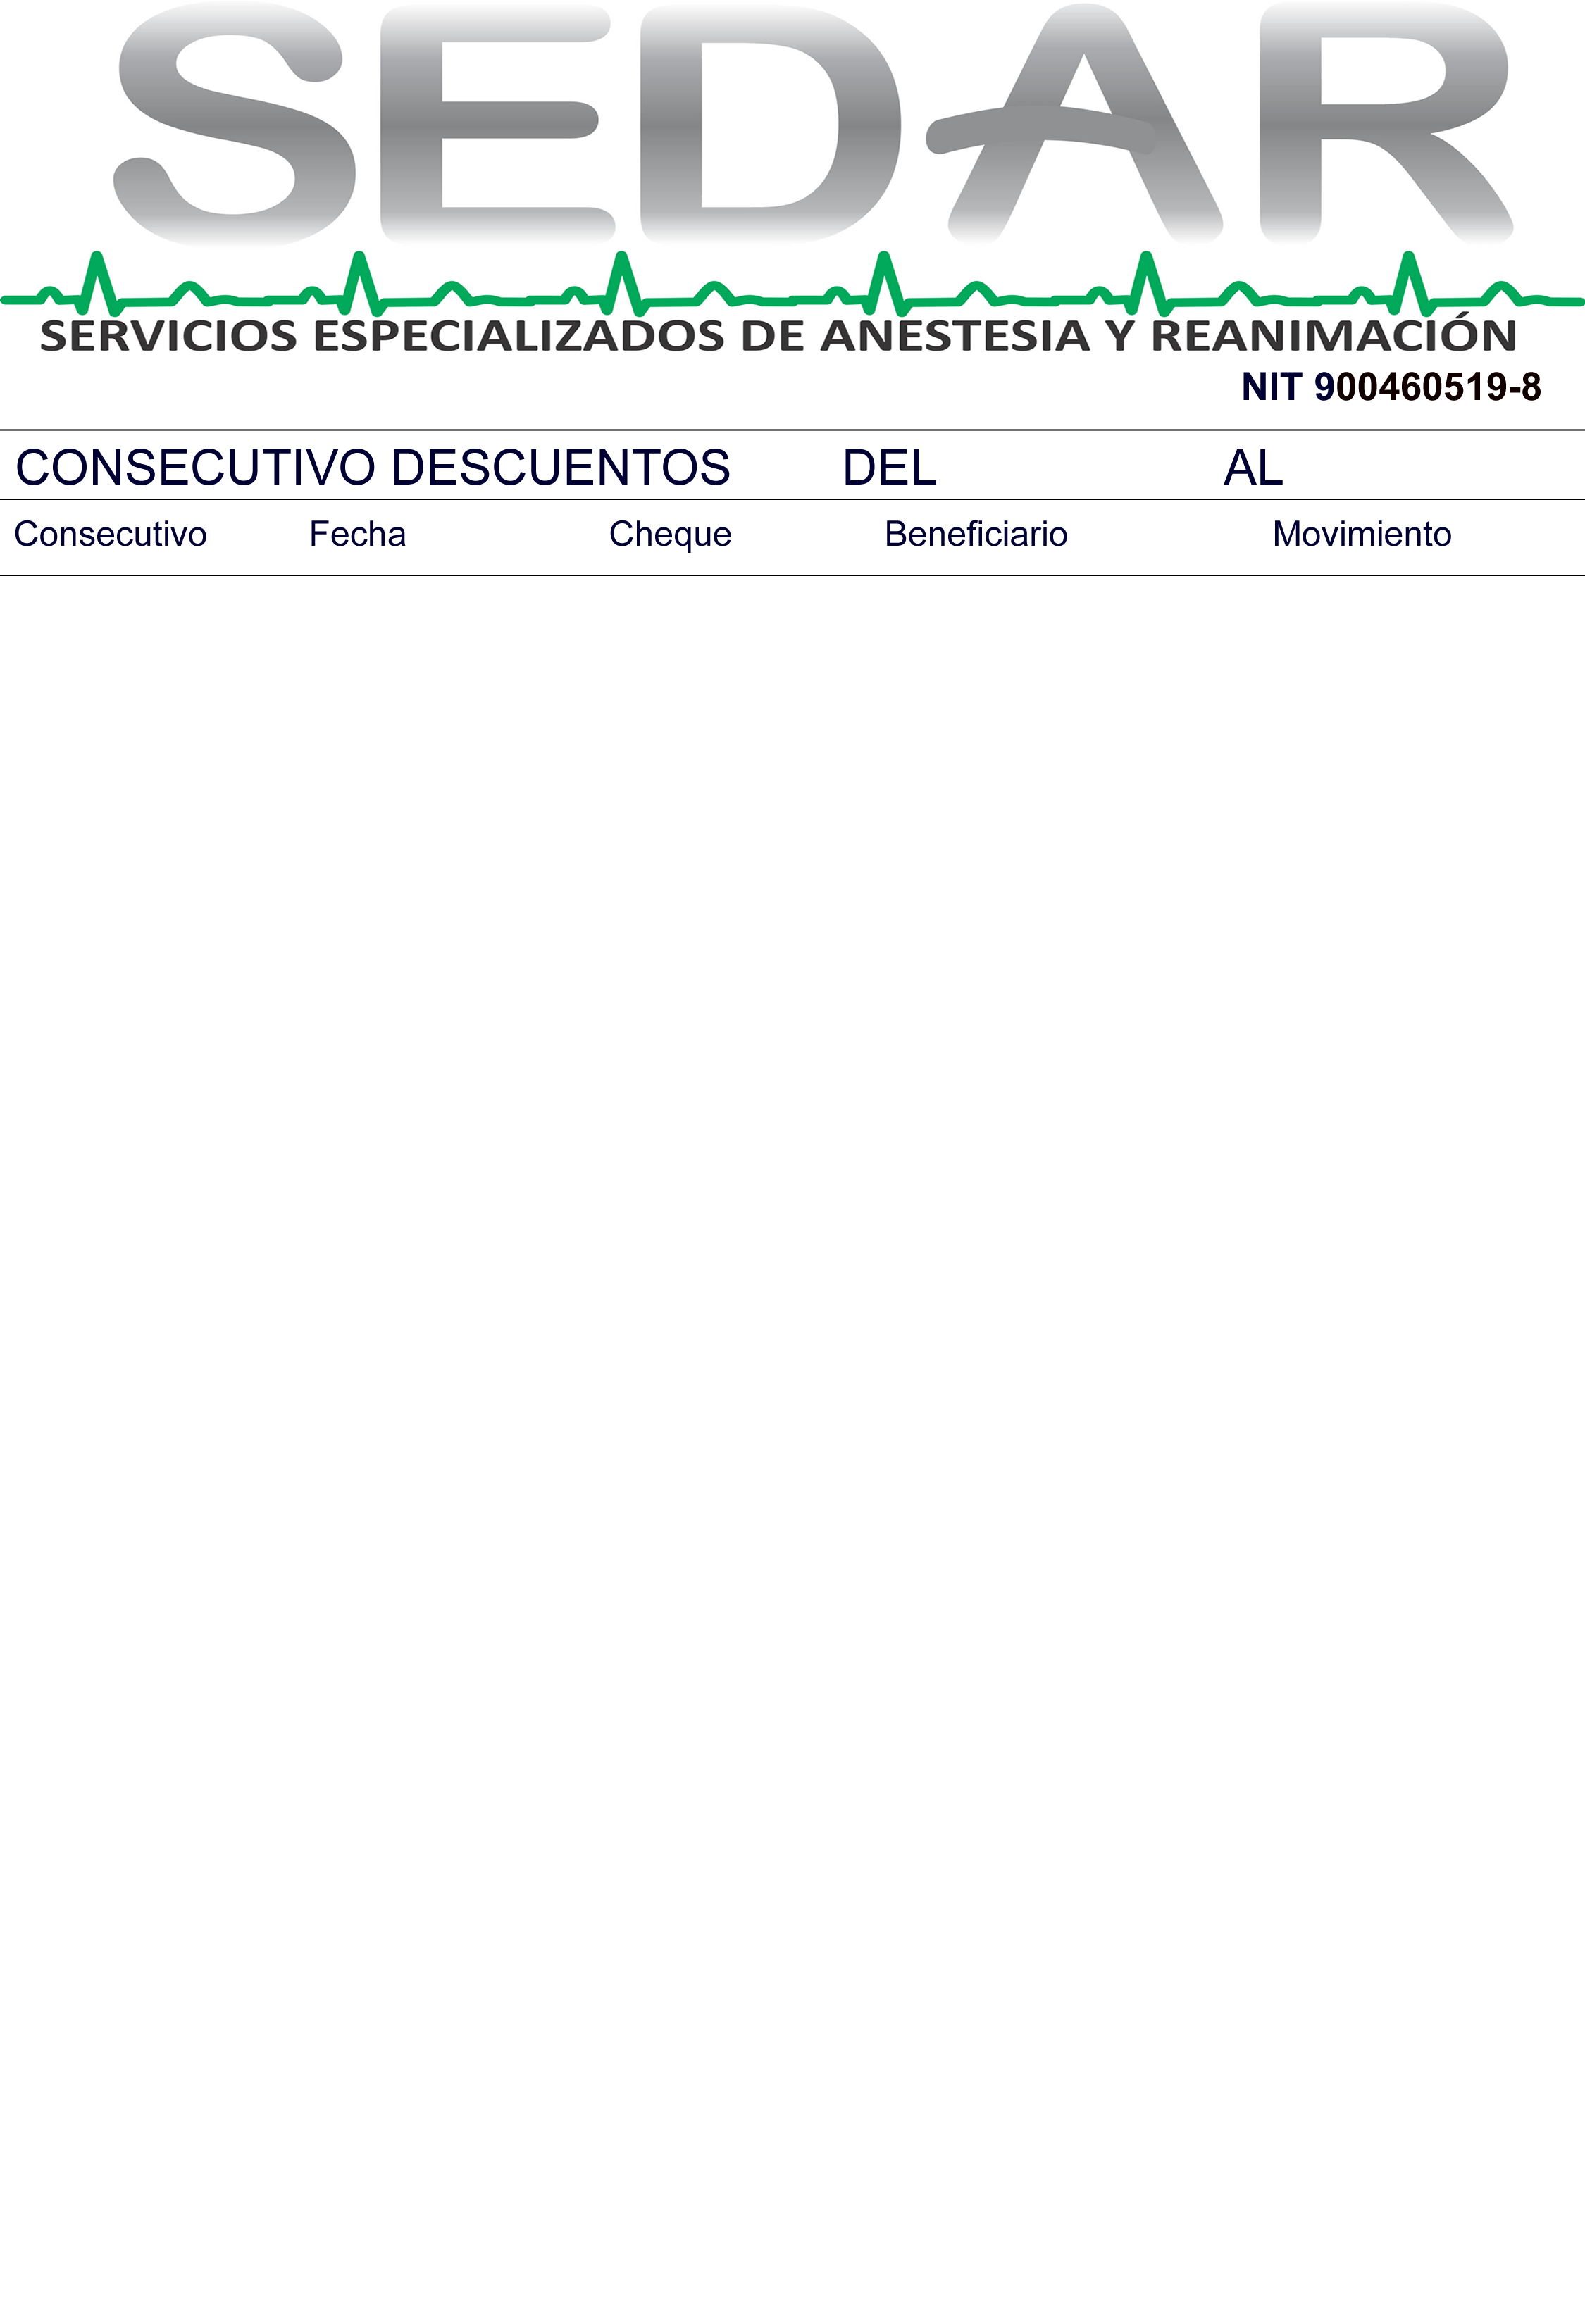 SEDAR
SERVICIOS ESPECIALIZADOS DE ANESTESIA Y REANIMACIÓN
NIT 900460519-8
CONSECUTIVO DESCUENTOS DEL AL
Consecutivo Fecha Cheque Beneficiario Movimiento